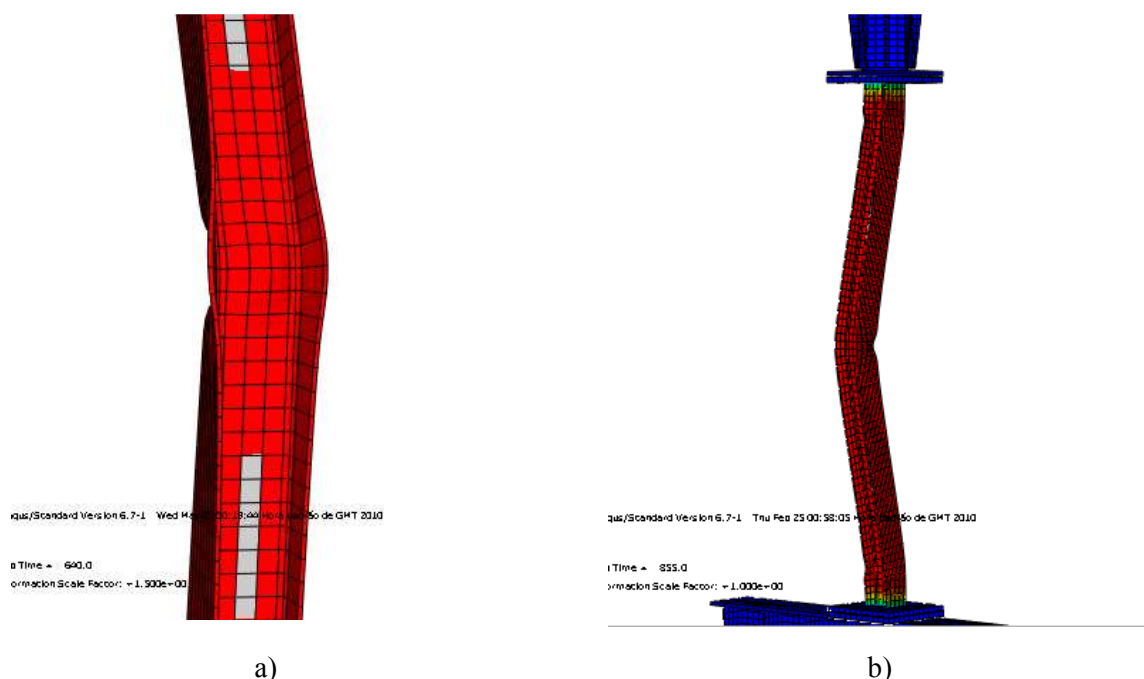 qus/Standard Version 6.7-1 Wed Ma de GMT 2010
Time = 640.0
ormation Scale Factor: +1.500e+00
a)
qus/Standard Version 6.7-1 Thu Feb 25 00:58:05 de GMT 2010
Time = 855.0
ormation Scale Factor: +1.000e+00
b)